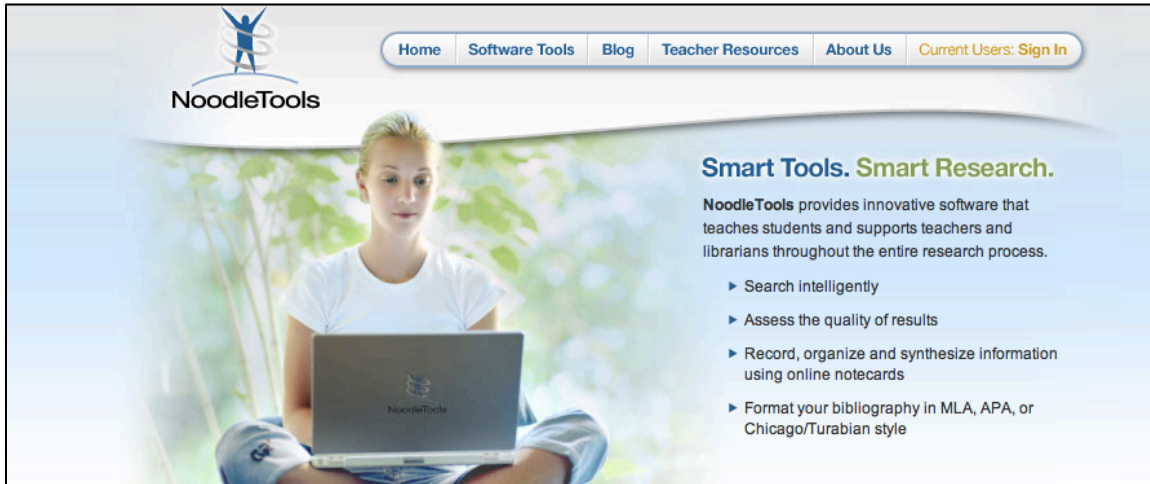 NoodleTools
Home Software Tools Blog Teacher Resources About Us Current Users: Sign In
Smart Tools. Smart Research.
NoodleTools provides innovative software that
teaches students and supports teachers and
librarians throughout the entire research process.
Search intelligently
Assess the quality of results
Record, organize and synthesize information
using online notecards
Format your bibliography in MLA, APA, or
Chicago/Turabian style
NoodleTools